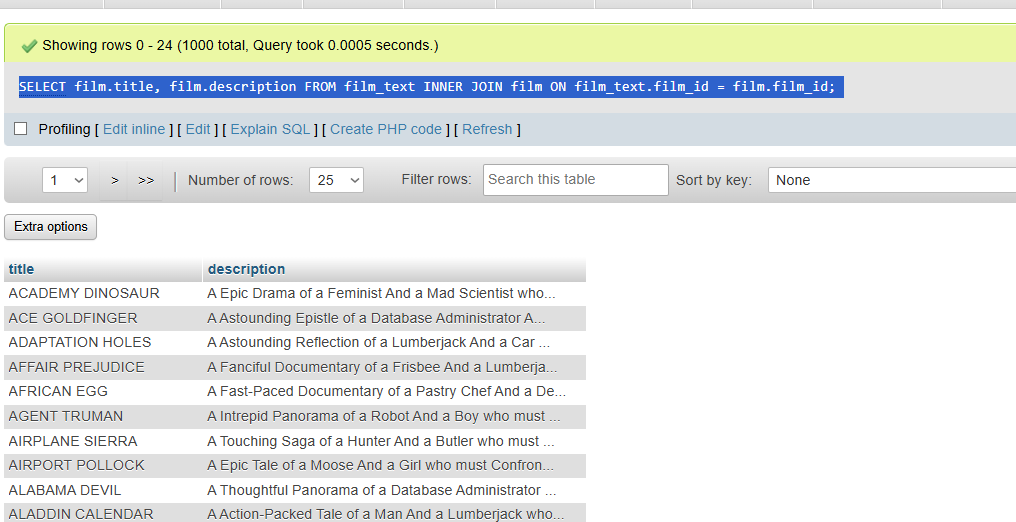 Showing rows 0 - 24 (1000 total, Query took 0.0005 seconds.)
SELECT film.title, film.description FROM film_text INNER JOIN film ON film_text.film_id = film.film_id;
Profiling [ Edit inline ] [ Edit ] [ Explain SQL ] [ Create PHP code ] [ Refresh ]
1 > >> Number of rows: 25 Filter rows: Search this table Sort by key: None
Extra options
title description
ACADEMY DINOSAUR A Epic Drama of a Feminist And a Mad Scientist who...
ACE GOLDFINGER A Astounding Epistle of a Database Administrator A...
ADAPTATION HOLES A Astounding Reflection of a Lumberjack And a Car ...
AFFAIR PREJUDICE A Fanciful Documentary of a Frisbee And a Lumberja...
AFRICAN EGG A Fast-Paced Documentary of a Pastry Chef And a De...
AGENT TRUMAN A Intrepid Panorama of a Robot And a Boy who must ...
AIRPLANE SIERRA A Touching Saga of a Hunter And a Butler who must ...
AIRPORT POLLOCK A Epic Tale of a Moose And a Girl who must Confron...
ALABAMA DEVIL A Thoughtful Panorama of a Database Administrator ...
ALADDIN CALENDAR A Action-Packed Tale of a Man And a Lumberjack who...